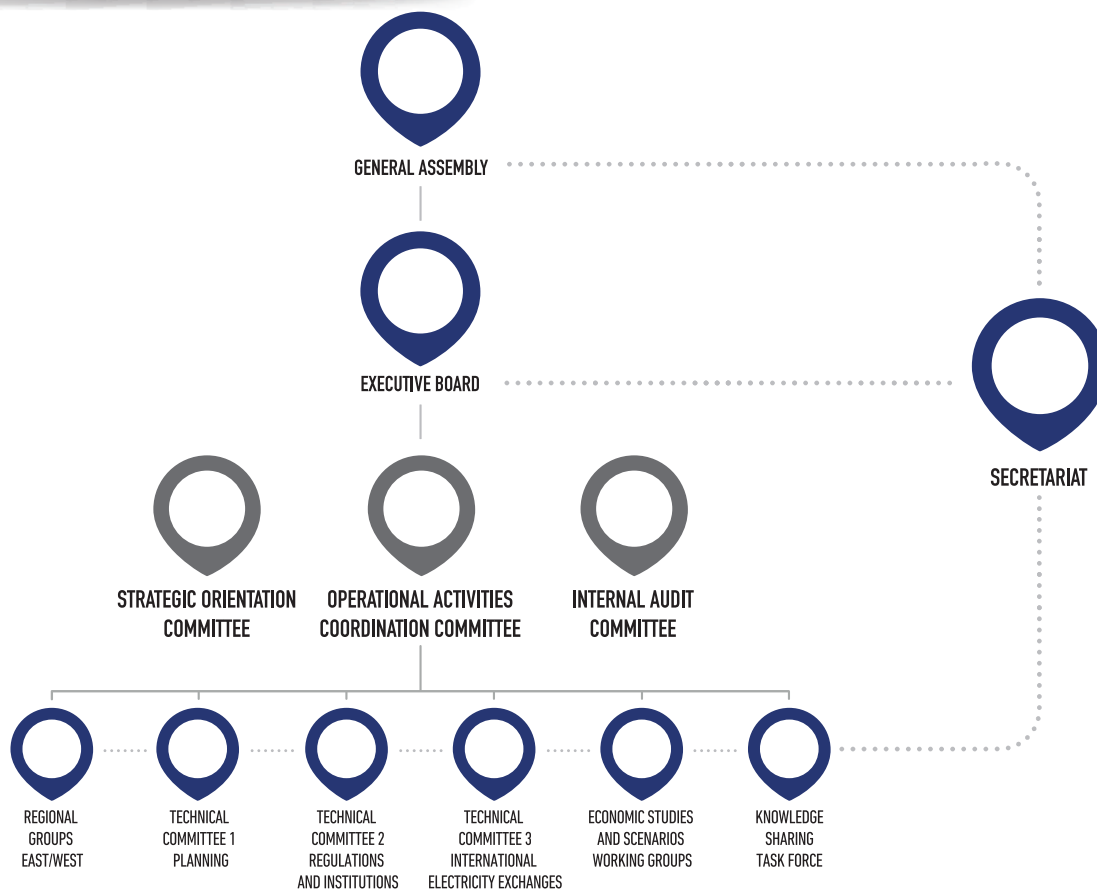 GENERAL ASSEMBLY
EXECUTIVE BOARD
SECRETARIAT
STRATEGIC ORIENTATION
COMMITTEE
OPERATIONAL ACTIVITIES
COORDINATION COMMITTEE
INTERNAL AUDIT
COMMITTEE
REGIONAL
GROUPS
EAST/WEST
TECHNICAL
COMMITTEE 1
PLANNING
TECHNICAL
COMMITTEE 2
REGULATIONS
AND INSTITUTIONS
TECHNICAL
COMMITTEE 3
INTERNATIONAL
ELECTRICITY EXCHANGES
ECONOMIC STUDIES
AND SCENARIOS
WORKING GROUPS
KNOWLEDGE
SHARING
TASK FORCE